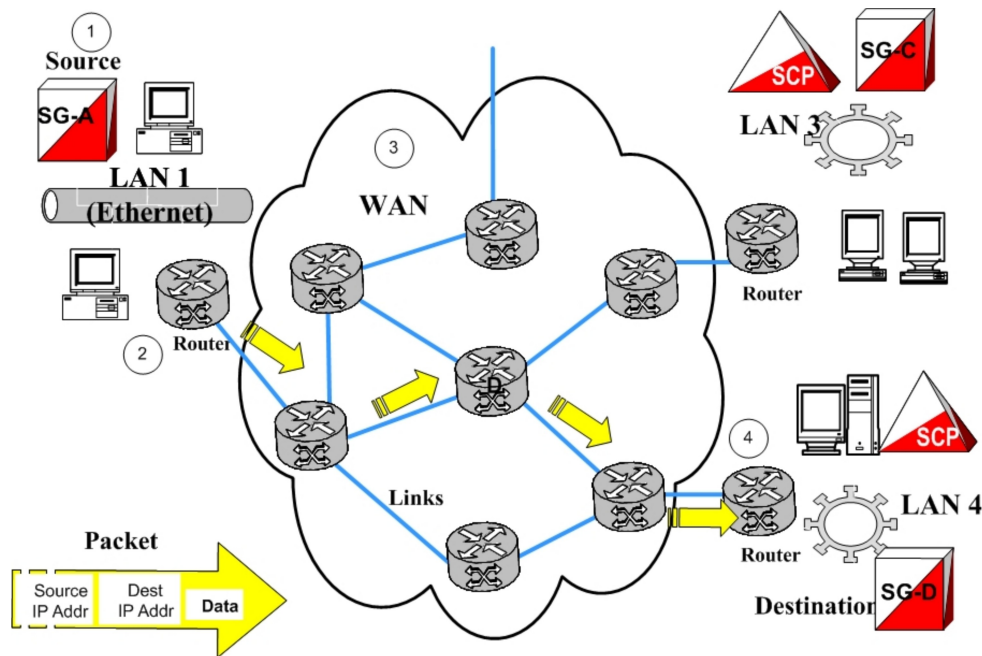 1
Source
SG-A
LAN 1
(Ethernet)
2
Router
3
WAN
SCP
SG-C
LAN 3
Router
D
Links
4
SCP
LAN 4
Router
Destination
SG-D
Packet
Source
IP Addr
Dest
IP Addr
Data